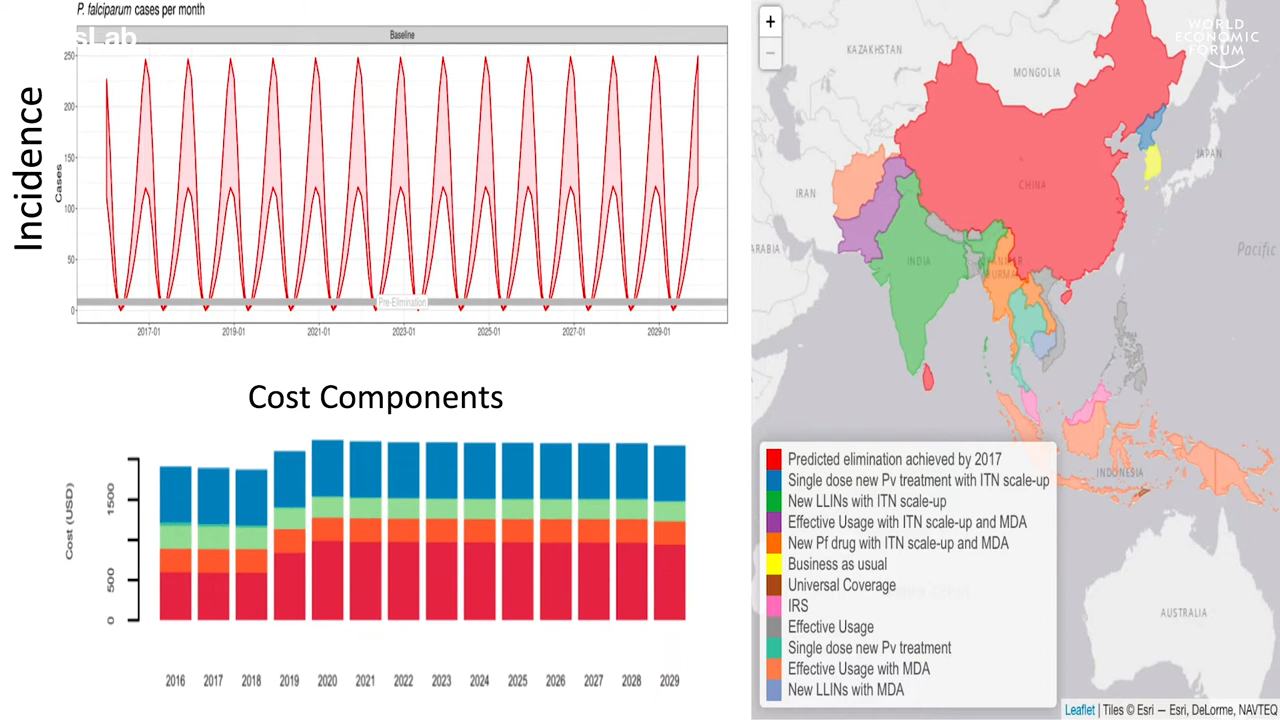 P. falciparum cases per month
sLab
Baseline
Incidence
Cases
250
200
150
100
50
0
Pre-Elimination
2017-01
2019-01
2021-01
2023-01
2025-01
2027-01
2029-01
Cost Components
Cost (USD)
1500
500
0
2016
2017
2018
2019
2020
2021
2022
2023
2024
2025
2026
2027
2028
2029
+
−
WORLD
ECONOMIC
FORUM
KAZAKHSTAN
MONGOLIA
JAPAN
IRAN
CHINA
ARABIA
INDIA
Pacific
INDONESIA
AUSTRALIA
Predicted elimination achieved by 2017
Single dose new Pv treatment with ITN scale-up
New LLINs with ITN scale-up
Effective Usage with ITN scale-up and MDA
New Pf drug with ITN scale-up and MDA
Business as usual
Universal Coverage
IRS
Effective Usage
Single dose new Pv treatment
Effective Usage with MDA
New LLINs with MDA
Leaflet | Tiles © Esri — Esri, DeLorme, NAVTEQ